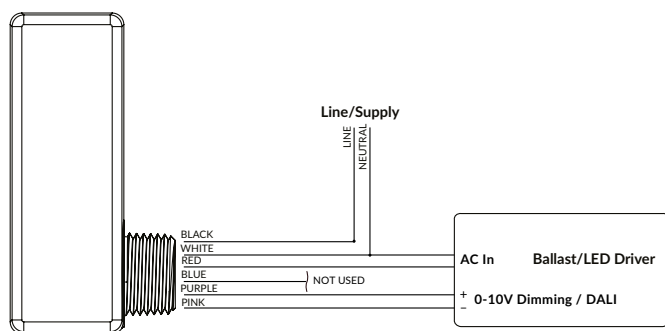 Line/Supply
LINE
NEUTRAL
BLACK
WHITE
RED
BLUE
NOT USED
PURPLE
PINK
AC In Ballast/LED Driver
+ 0-10V Dimming / DALI
−